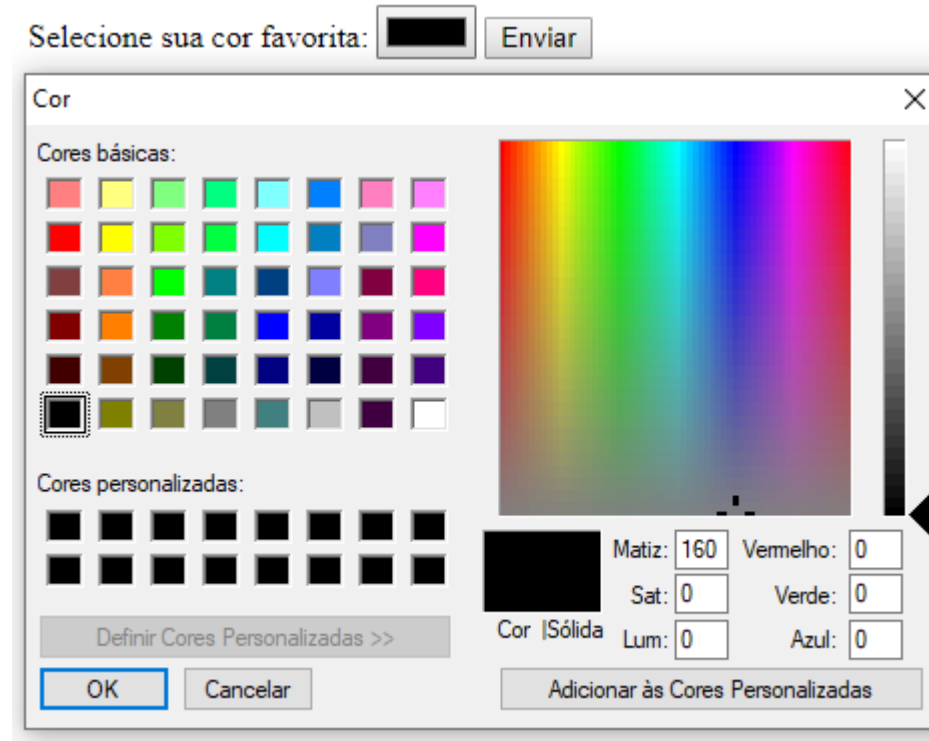 Selecione sua cor favorita: Enviar
Cor
Cores básicas:
Cores personalizadas:
Definir Cores Personalizadas >>
OK Cancelar
Cor |Sólida
Matiz: 160 Vermelho: 0
Sat: 0 Verde: 0
Lum: 0 Azul: 0
Adicionar às Cores Personalizadas